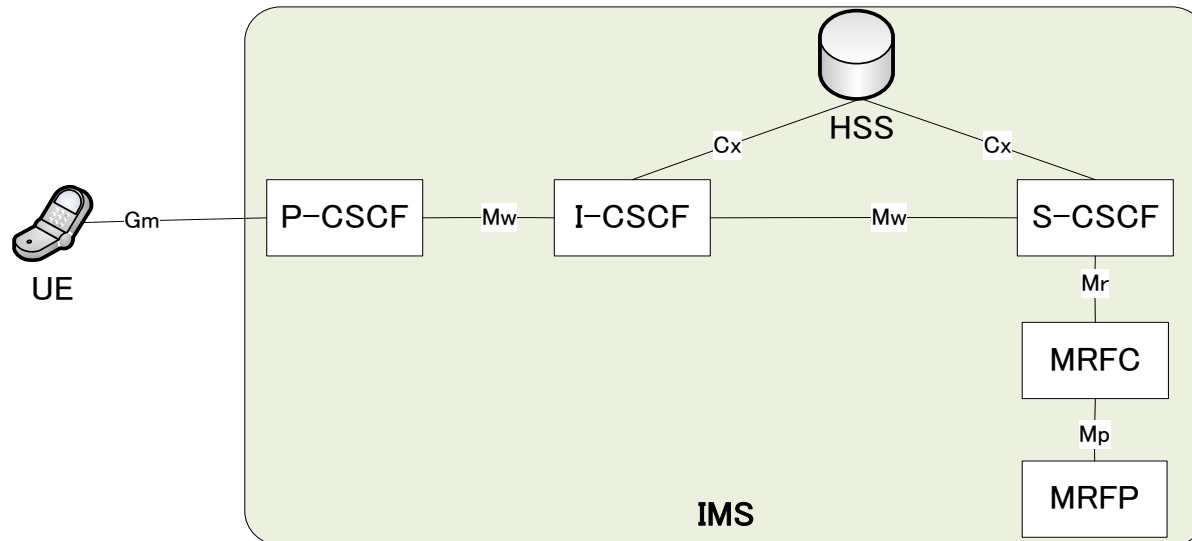 HSS
Cx
Cx
Gm
P-CSCF
Mw
I-CSCF
Mw
S-CSCF
UE
Mr
MRFC
Mp
MRFP
IMS